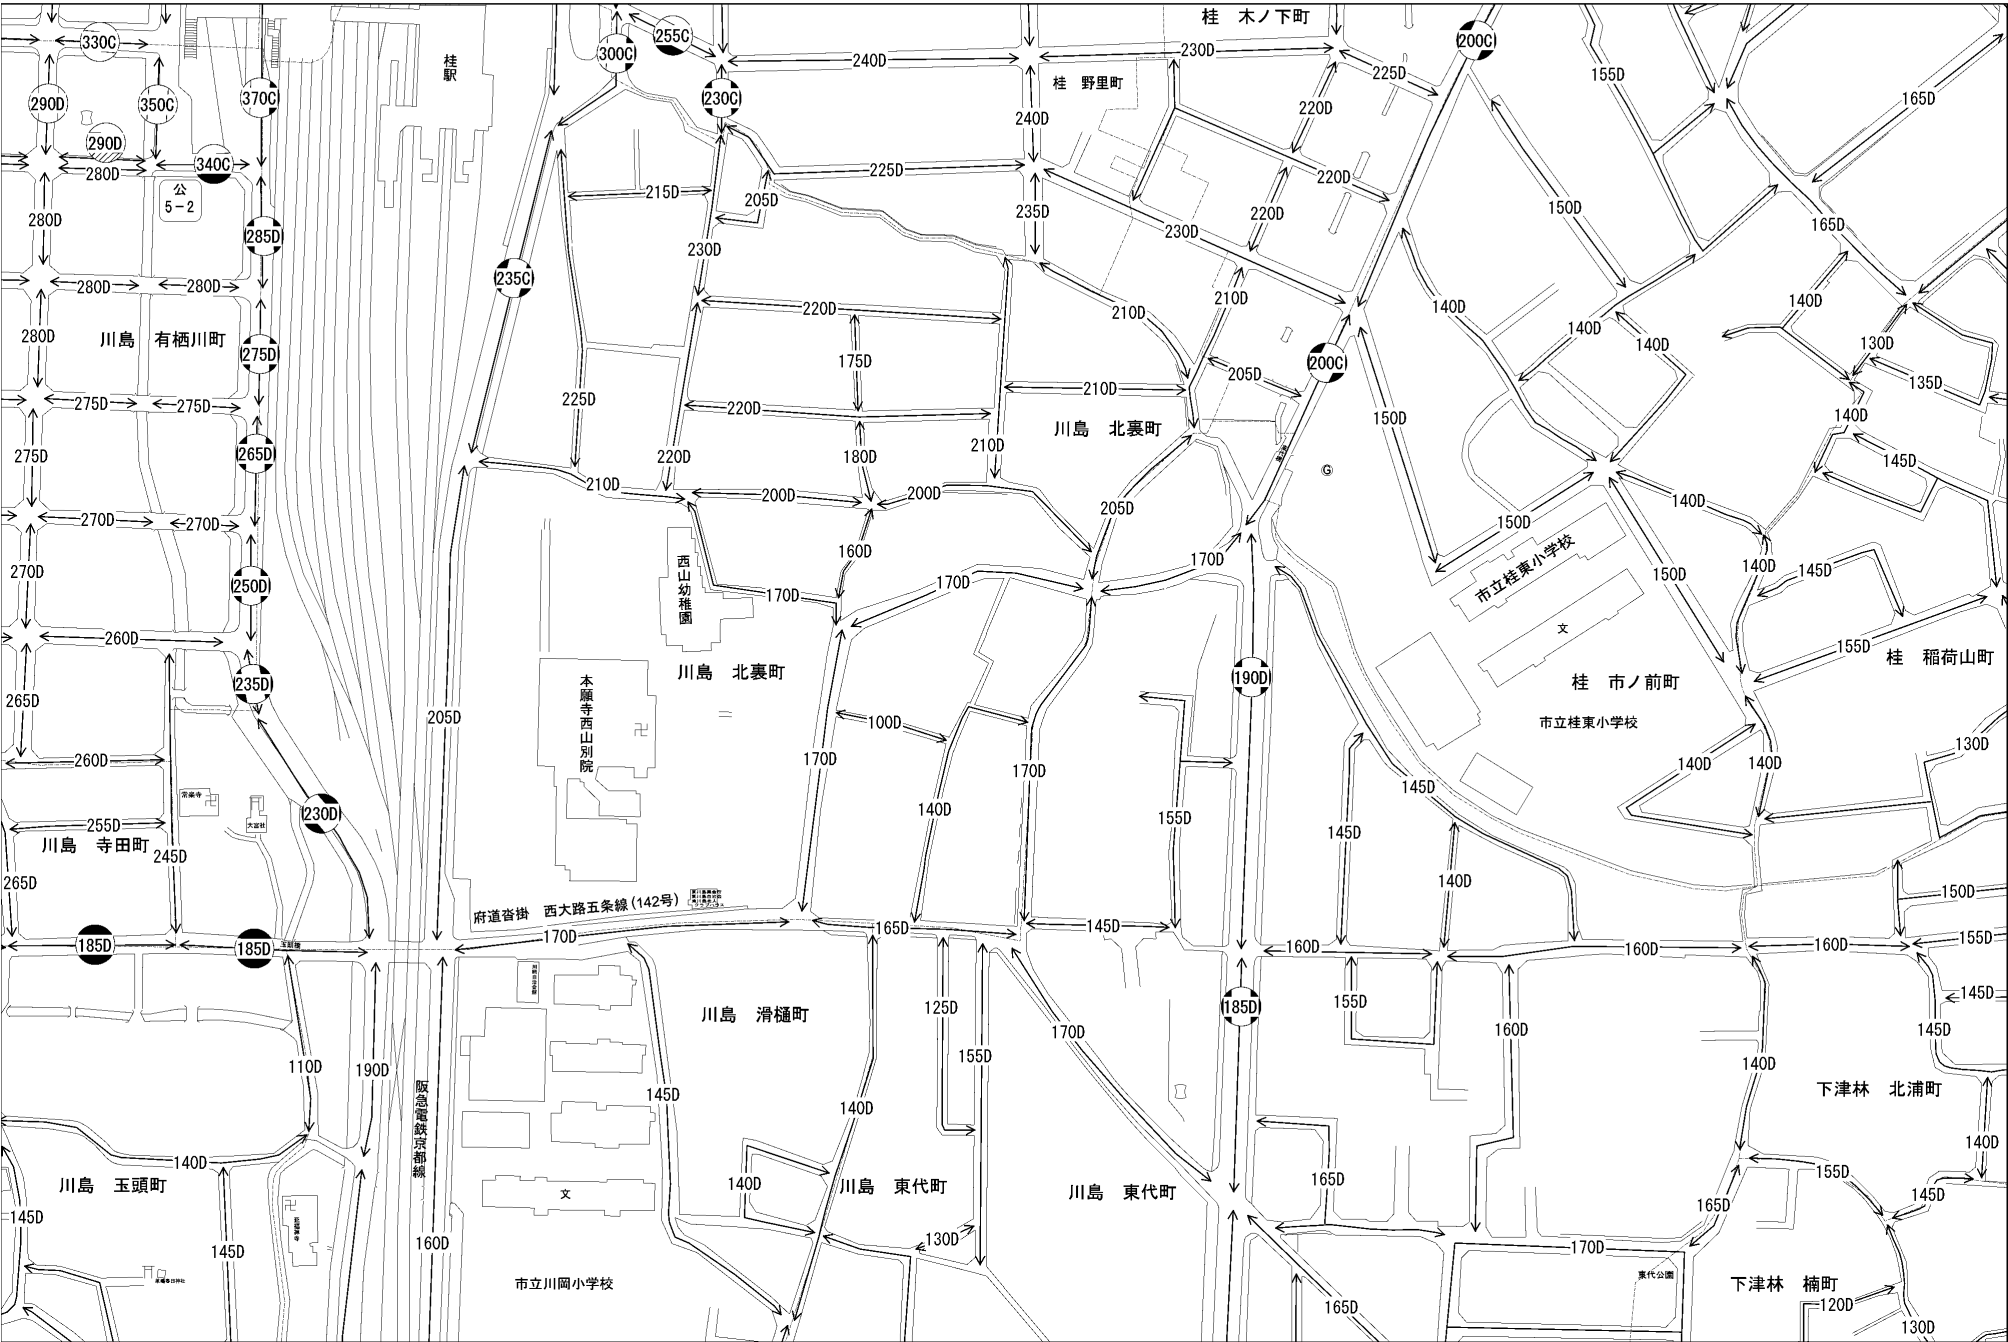 桂　木ノ下町
200C
255C
300C
330C
桂駅
240D
230D
225D
155D
桂　野里町
290D
350C
370C
230C
220D
165D
240D
290D
340C
280D
公
5-2
225D
220D
215D
205D
235D
220D
150D
280D
285D
230D
230D
165D
235C
280D
280D
210D
210D
140D
140D
220D
280D
川島　有栖川町
275D
175D
140D
140D
130D
200C
205D
275D
275D
225D
220D
210D
150D
135D
140D
川島　北裏町
275D
265D
220D
180D
210D
145D
G
210D
200D
200D
205D
140D
270D
270D
150D
160D
170D
市立桂東小学校
270D
250D
西山幼稚園
170D
170D
150D
140D
145D
文
260D
155D
桂　稲荷山町
川島　北裏町
190D
桂　市ノ前町
市立桂東小学校
235D
265D
205D
本願寺西山別院
100D
130D
260D
170D
170D
140D
140D
145D
常楽寺
230D
140D
155D
255D
大宮社
145D
川島　寺田町
245D
265D
140D
150D
府道沓掛　西大路五条線(142号)
185D
185D
玉頭橋
170D
165D
145D
160D
160D
160D
155D
145D
155D
125D
185D
川島　滑樋町
160D
145D
170D
155D
110D
190D
140D
145D
140D
下津林　北浦町
阪急電鉄京都線
140D
140D
155D
川島　玉頭町
140D
川島　東代町
川島　東代町
165D
165D
145D
文
145D
145D
160D
130D
170D
市立川岡小学校
東代公園
下津林　楠町
165D
120D
130D